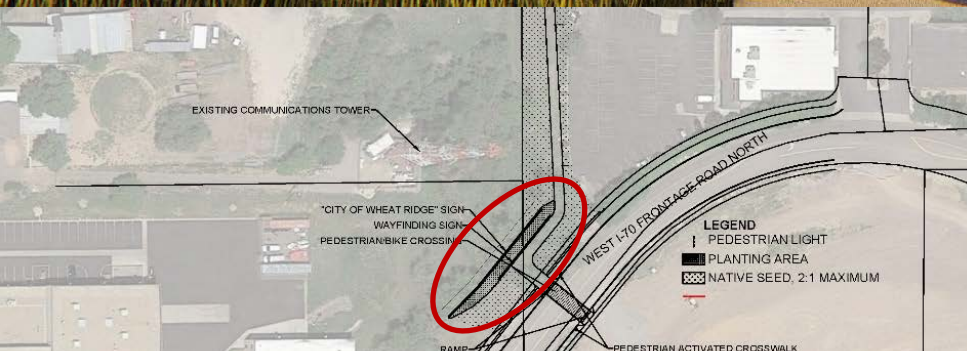 EXISTING COMMUNICATIONS TOWER
"CITY OF WHEAT RIDGE" SIGN
WAYFINDING SIGN
PEDESTRIAN/BIKE CROSSING
WEST I-70 FRONTAGE ROAD NORTH
LEGEND
PEDESTRIAN LIGHT
PLANTING AREA
NATIVE SEED, 2:1 MAXIMUM
RAMP
PEDESTRIAN ACTIVATED CROSSWALK